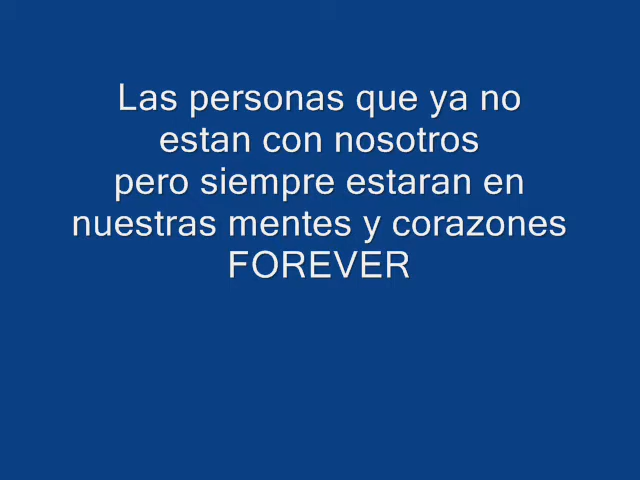 Las personas que ya no
estan con nosotros
pero siempre estaran en
nuestras mentes y corazones
FOREVER